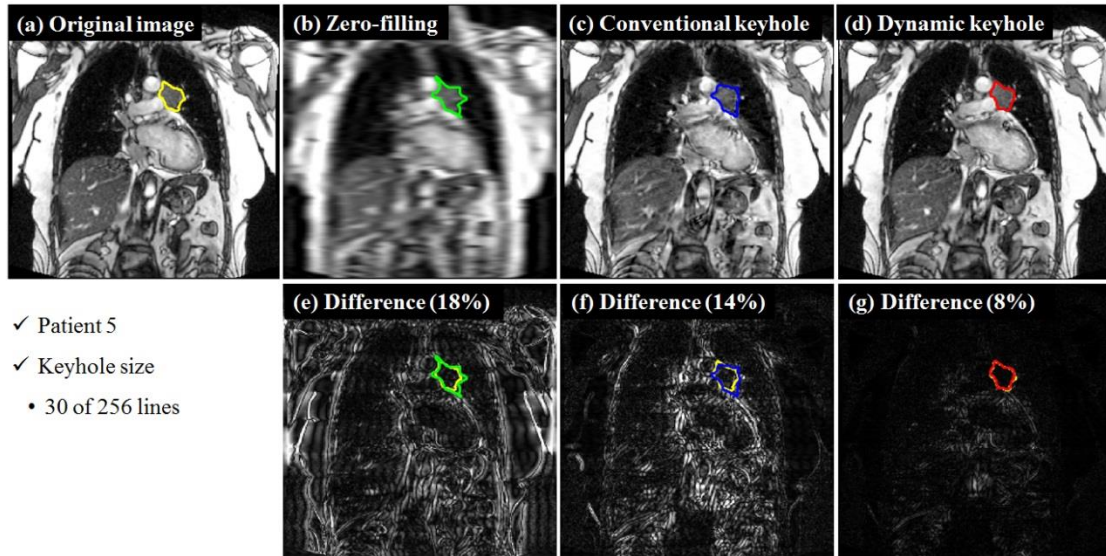 (a) Original image
(b) Zero-filling
(c) Conventional keyhole
(d) Dynamic keyhole
(e) Difference (18%)
(f) Difference (14%)
(g) Difference (8%)
✓ Patient 5
✓ Keyhole size
• 30 of 256 lines